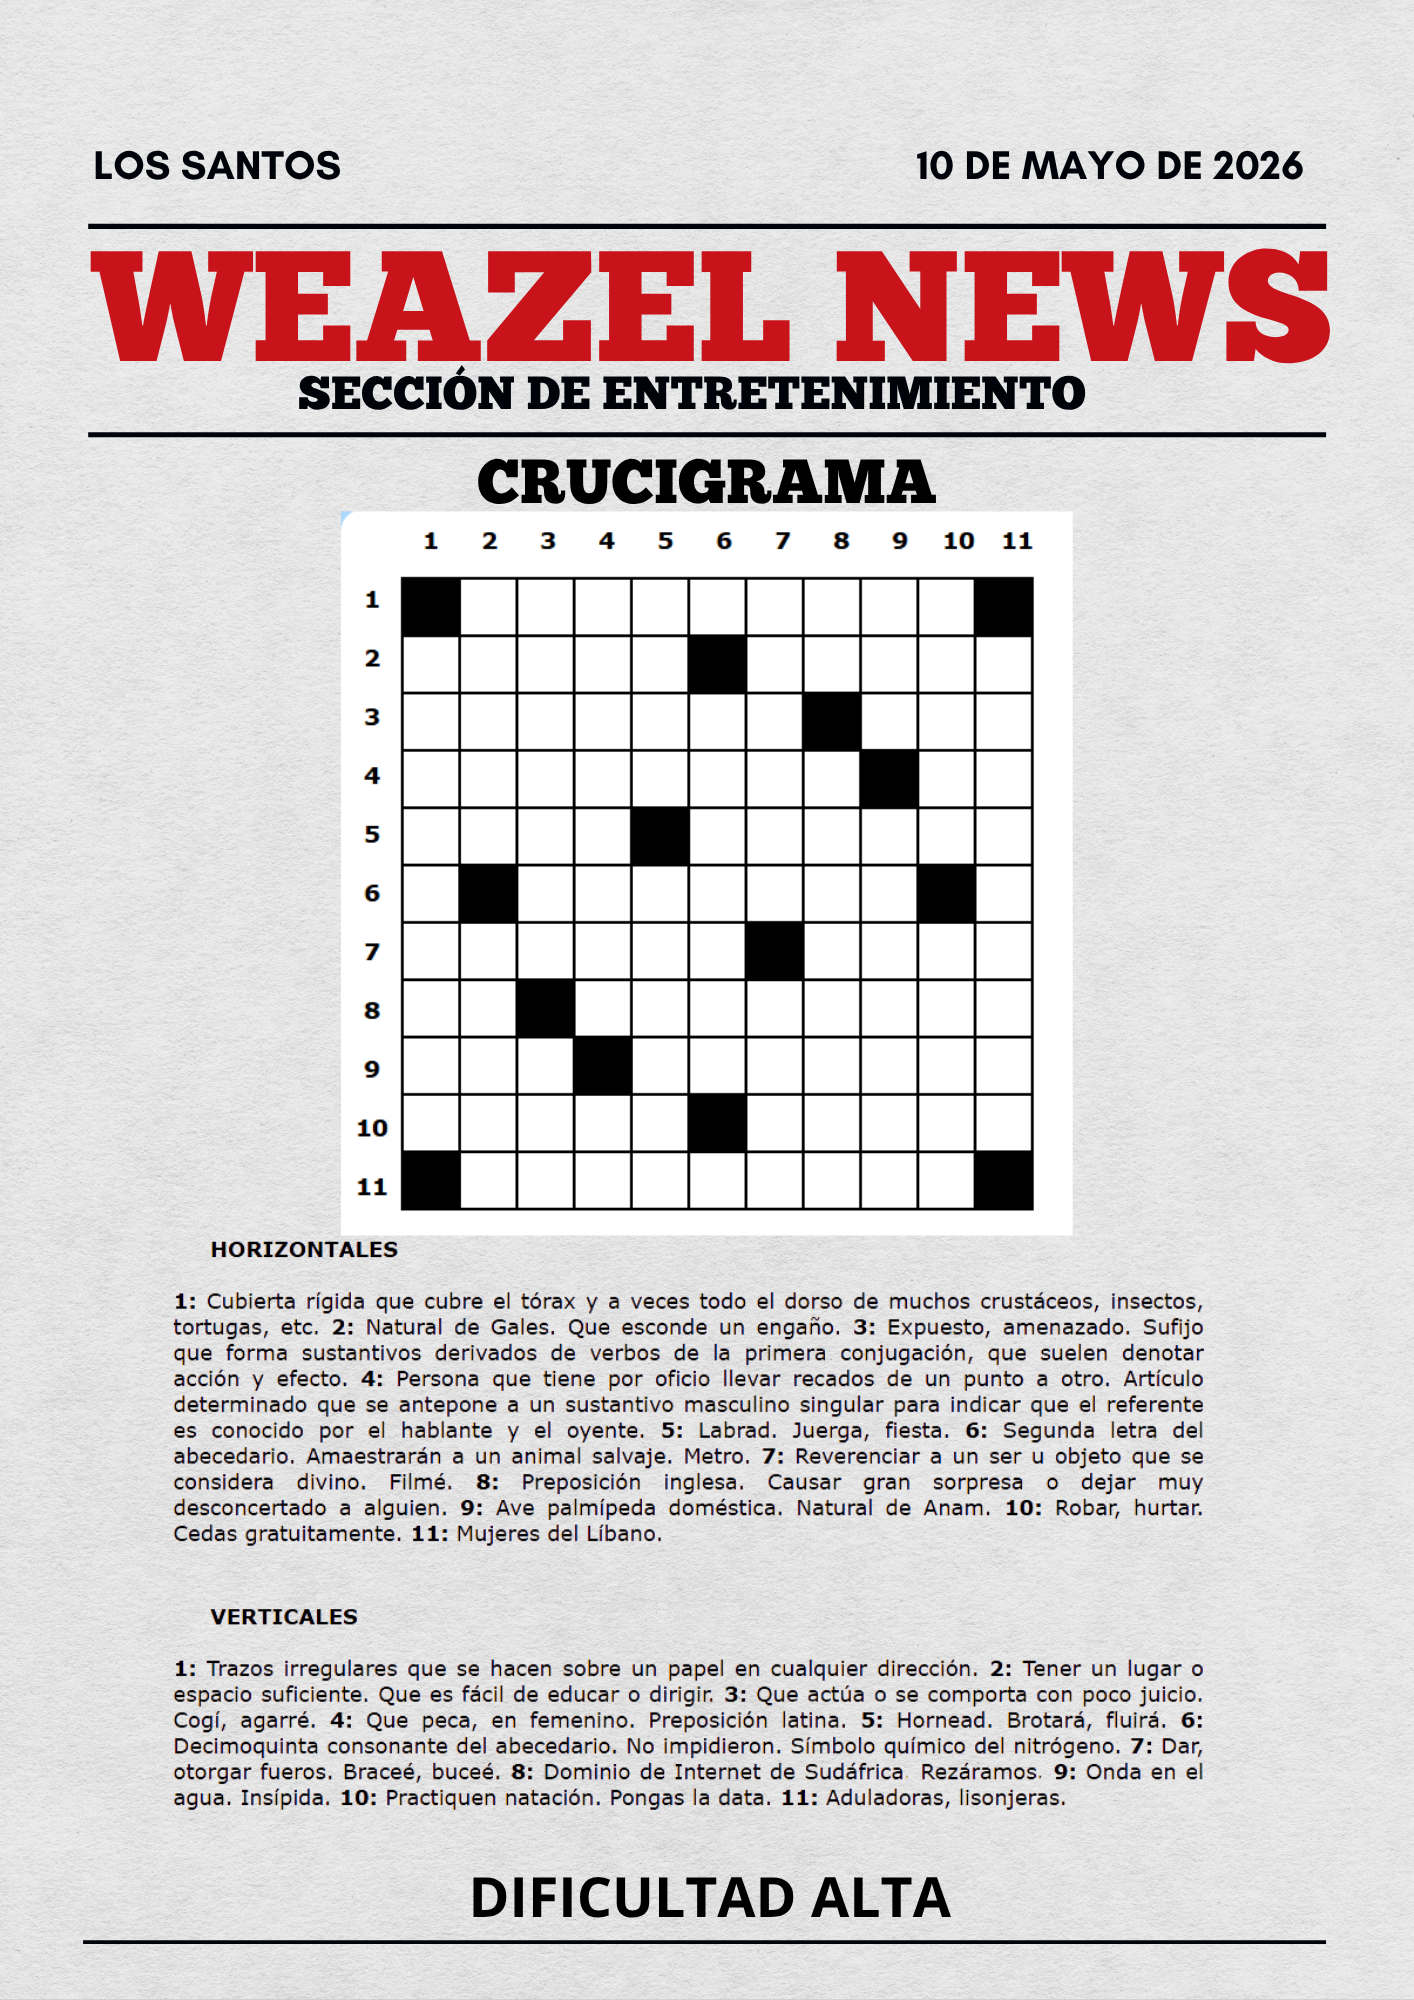 LOS SANTOS
10 DE MAYO DE 2026
WEAZEL NEWS
SECCIÓN DE ENTRETENIMIENTO
CRUCIGRAMA
1 2 3 4 5 6 7 8 9 10 11
1
2
3
4
5
6
7
8
9
10
11
HORIZONTALES
1: Cubierta rígida que cubre el tórax y a veces todo el dorso de muchos crustáceos, insectos,
tortugas, etc. 2: Natural de Gales. Que esconde un engaño. 3: Expuesto, amenazado. Sufijo
que forma sustantivos derivados de verbos de la primera conjugación, que suelen denotar
acción y efecto. 4: Persona que tiene por oficio llevar recados de un punto a otro. Artículo
determinado que se antepone a un sustantivo masculino singular para indicar que el referente
es conocido por el hablante y el oyente. 5: Labrad. Juerga, fiesta. 6: Segunda letra del
abecedario. Amaestrarán a un animal salvaje. Metro. 7: Reverenciar a un ser u objeto que se
considera divino. Filmé. 8: Preposición inglesa. Causar gran sorpresa o dejar muy
desconcertado a alguien. 9: Ave palmípeda doméstica. Natural de Anam. 10: Robar, hurtar.
Cedas gratuitamente. 11: Mujeres del Líbano.
VERTICALES
1: Trazos irregulares que se hacen sobre un papel en cualquier dirección. 2: Tener un lugar o
espacio suficiente. Que es fácil de educar o dirigir. 3: Que actúa o se comporta con poco juicio.
Cogí, agarré. 4: Que peca, en femenino. Preposición latina. 5: Hornead. Brotará, fluirá. 6:
Decimoquinta consonante del abecedario. No impidieron. Símbolo químico del nitrógeno. 7: Dar,
otorgar fueros. Braceé, buceé. 8: Dominio de Internet de Sudáfrica. Rezáramos. 9: Onda en el
agua. Insípida. 10: Practiquen natación. Pongas la data. 11: Aduladoras, lisonjeras.
DIFICULTAD ALTA